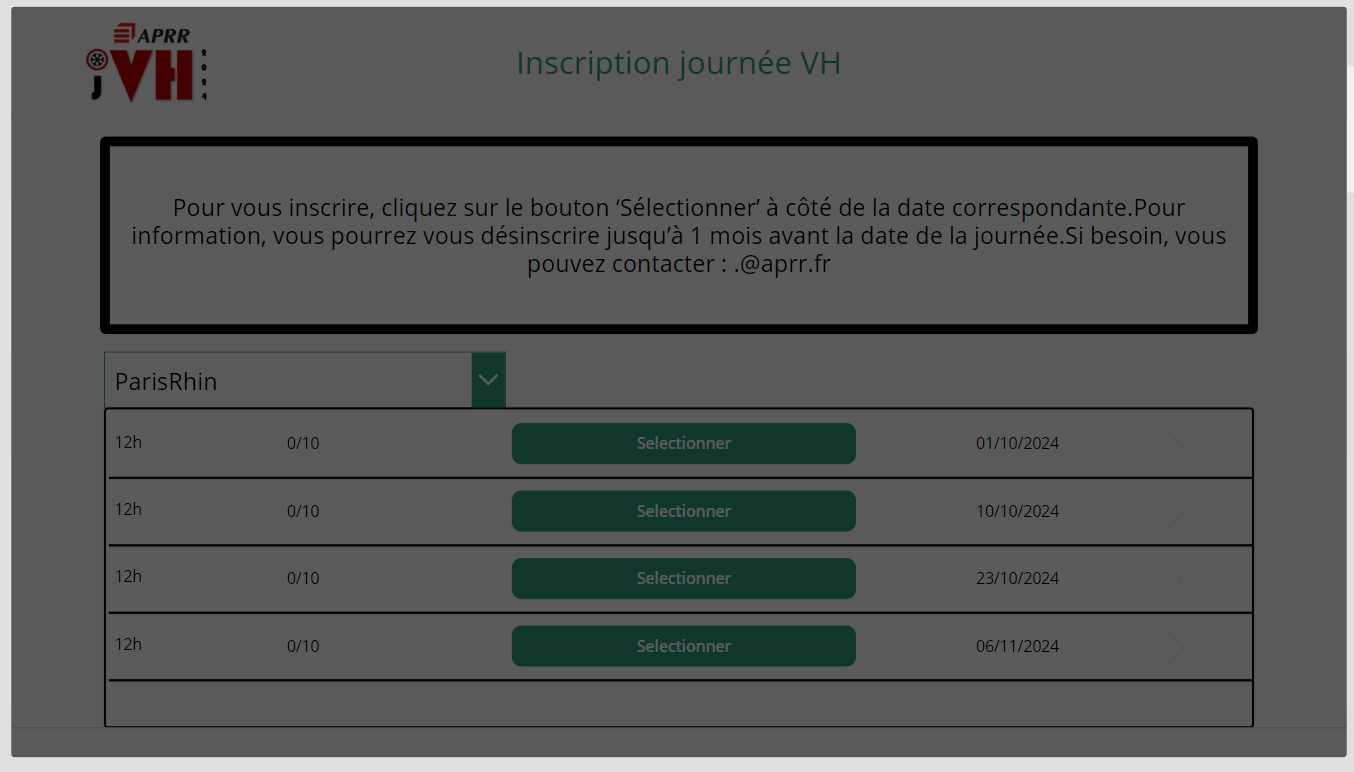 APRR
JVH 2024
Inscription journée VH
Pour vous inscrire, cliquez sur le bouton ‘Sélectionner’ à côté de la date correspondante.Pour
information, vous pourrez vous désinscrire jusqu’à 1 mois avant la date de la journée.Si besoin, vous
pouvez contacter : .@aprr.fr
ParisRhin
12h 0/10 Selectionner 01/10/2024
12h 0/10 Selectionner 10/10/2024
12h 0/10 Selectionner 23/10/2024
12h 0/10 Selectionner 06/11/2024